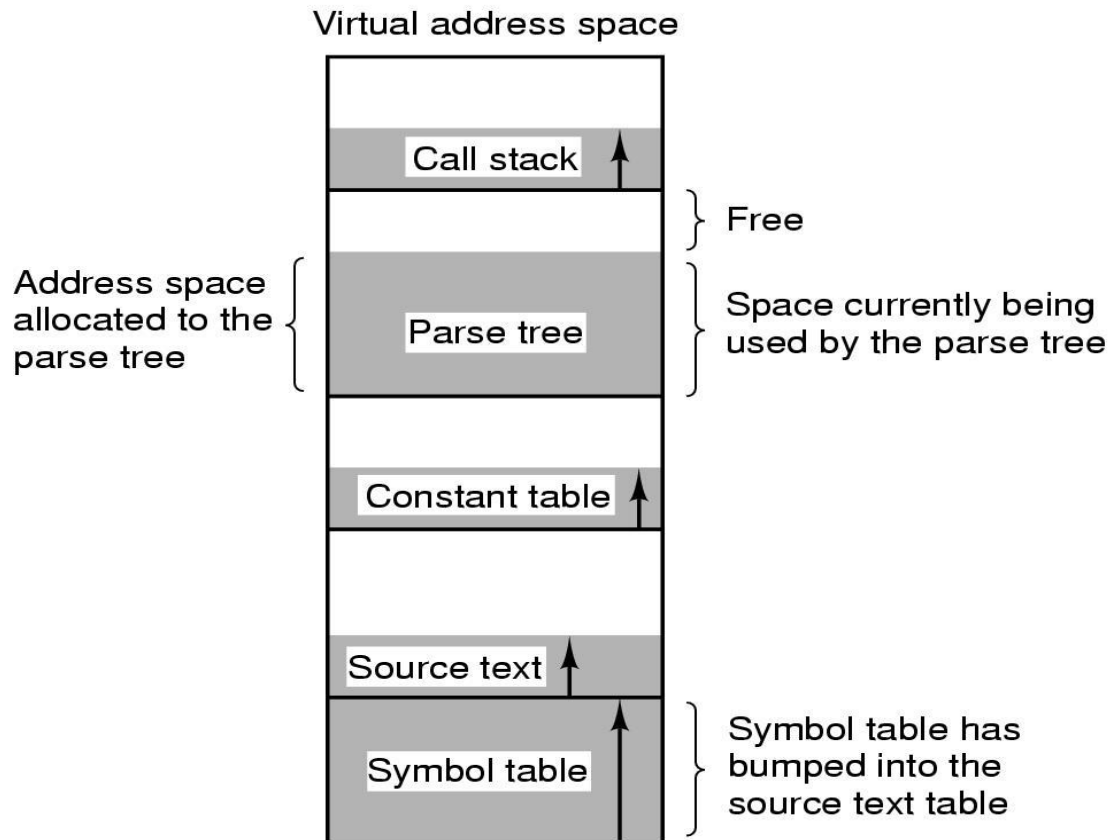 Virtual address space
Call stack
Free
Address space
allocated to the
parse tree
Parse tree
Space currently being
used by the parse tree
Constant table
Source text
Symbol table
Symbol table has
bumped into the
source text table